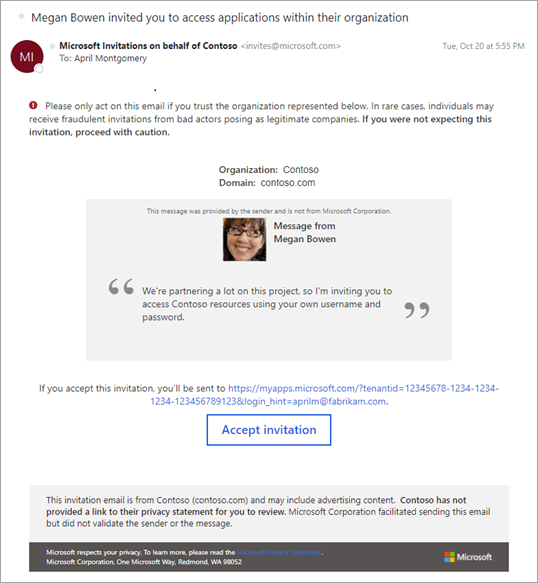 Megan Bowen invited you to access applications within their organization
MI
Microsoft Invitations on behalf of Contoso <invites@microsoft.com>
Tue, Oct 20 at 5:55 PM
To: April Montgomery
Please only act on this email if you trust the organization represented below. In rare cases, individuals may
receive fraudulent invitations from bad actors posing as legitimate companies. If you were not expecting this
invitation, proceed with caution.
Organization: Contoso
Domain: contoso.com
This message was provided by the sender and is not from Microsoft Corporation.
Message from
Megan Bowen
“ We're partnering a lot on this project, so I'm inviting you to
access Contoso resources using your own username and
password. ”
If you accept this invitation, you'll be sent to https://myapps.microsoft.com/?tenantid=12345678-1234-1234-
1234-123456789123&login_hint=aprilm@fabrikam.com.
Accept invitation
This invitation email is from Contoso (contoso.com) and may include advertising content. Contoso has not
provided a link to their privacy statement for you to review. Microsoft Corporation facilitated sending this email
but did not validate the sender or the message.
Microsoft respects your privacy. To learn more, please read the Microsoft Privacy Statement.
Microsoft Corporation, One Microsoft Way, Redmond, WA 98052
Microsoft